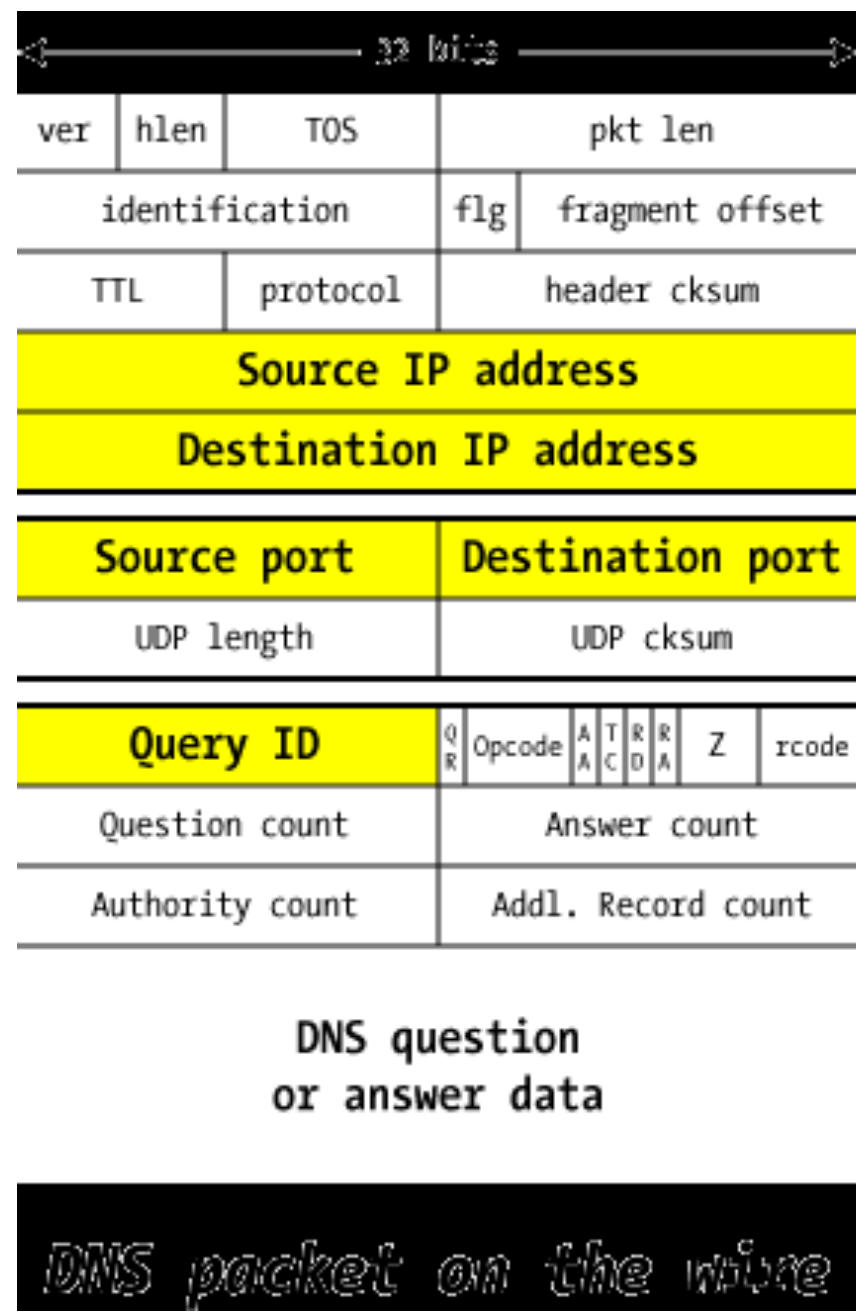 32 bits
ver hlen TOS pkt len
identification flg fragment offset
TTL protocol header cksum
Source IP address
Destination IP address
Source port Destination port
UDP length UDP cksum
Query ID QR Opcode AA TC RD RA Z rcode
Question count Answer count
Authority count Addl. Record count
DNS question
or answer data
DNS packet on the wire